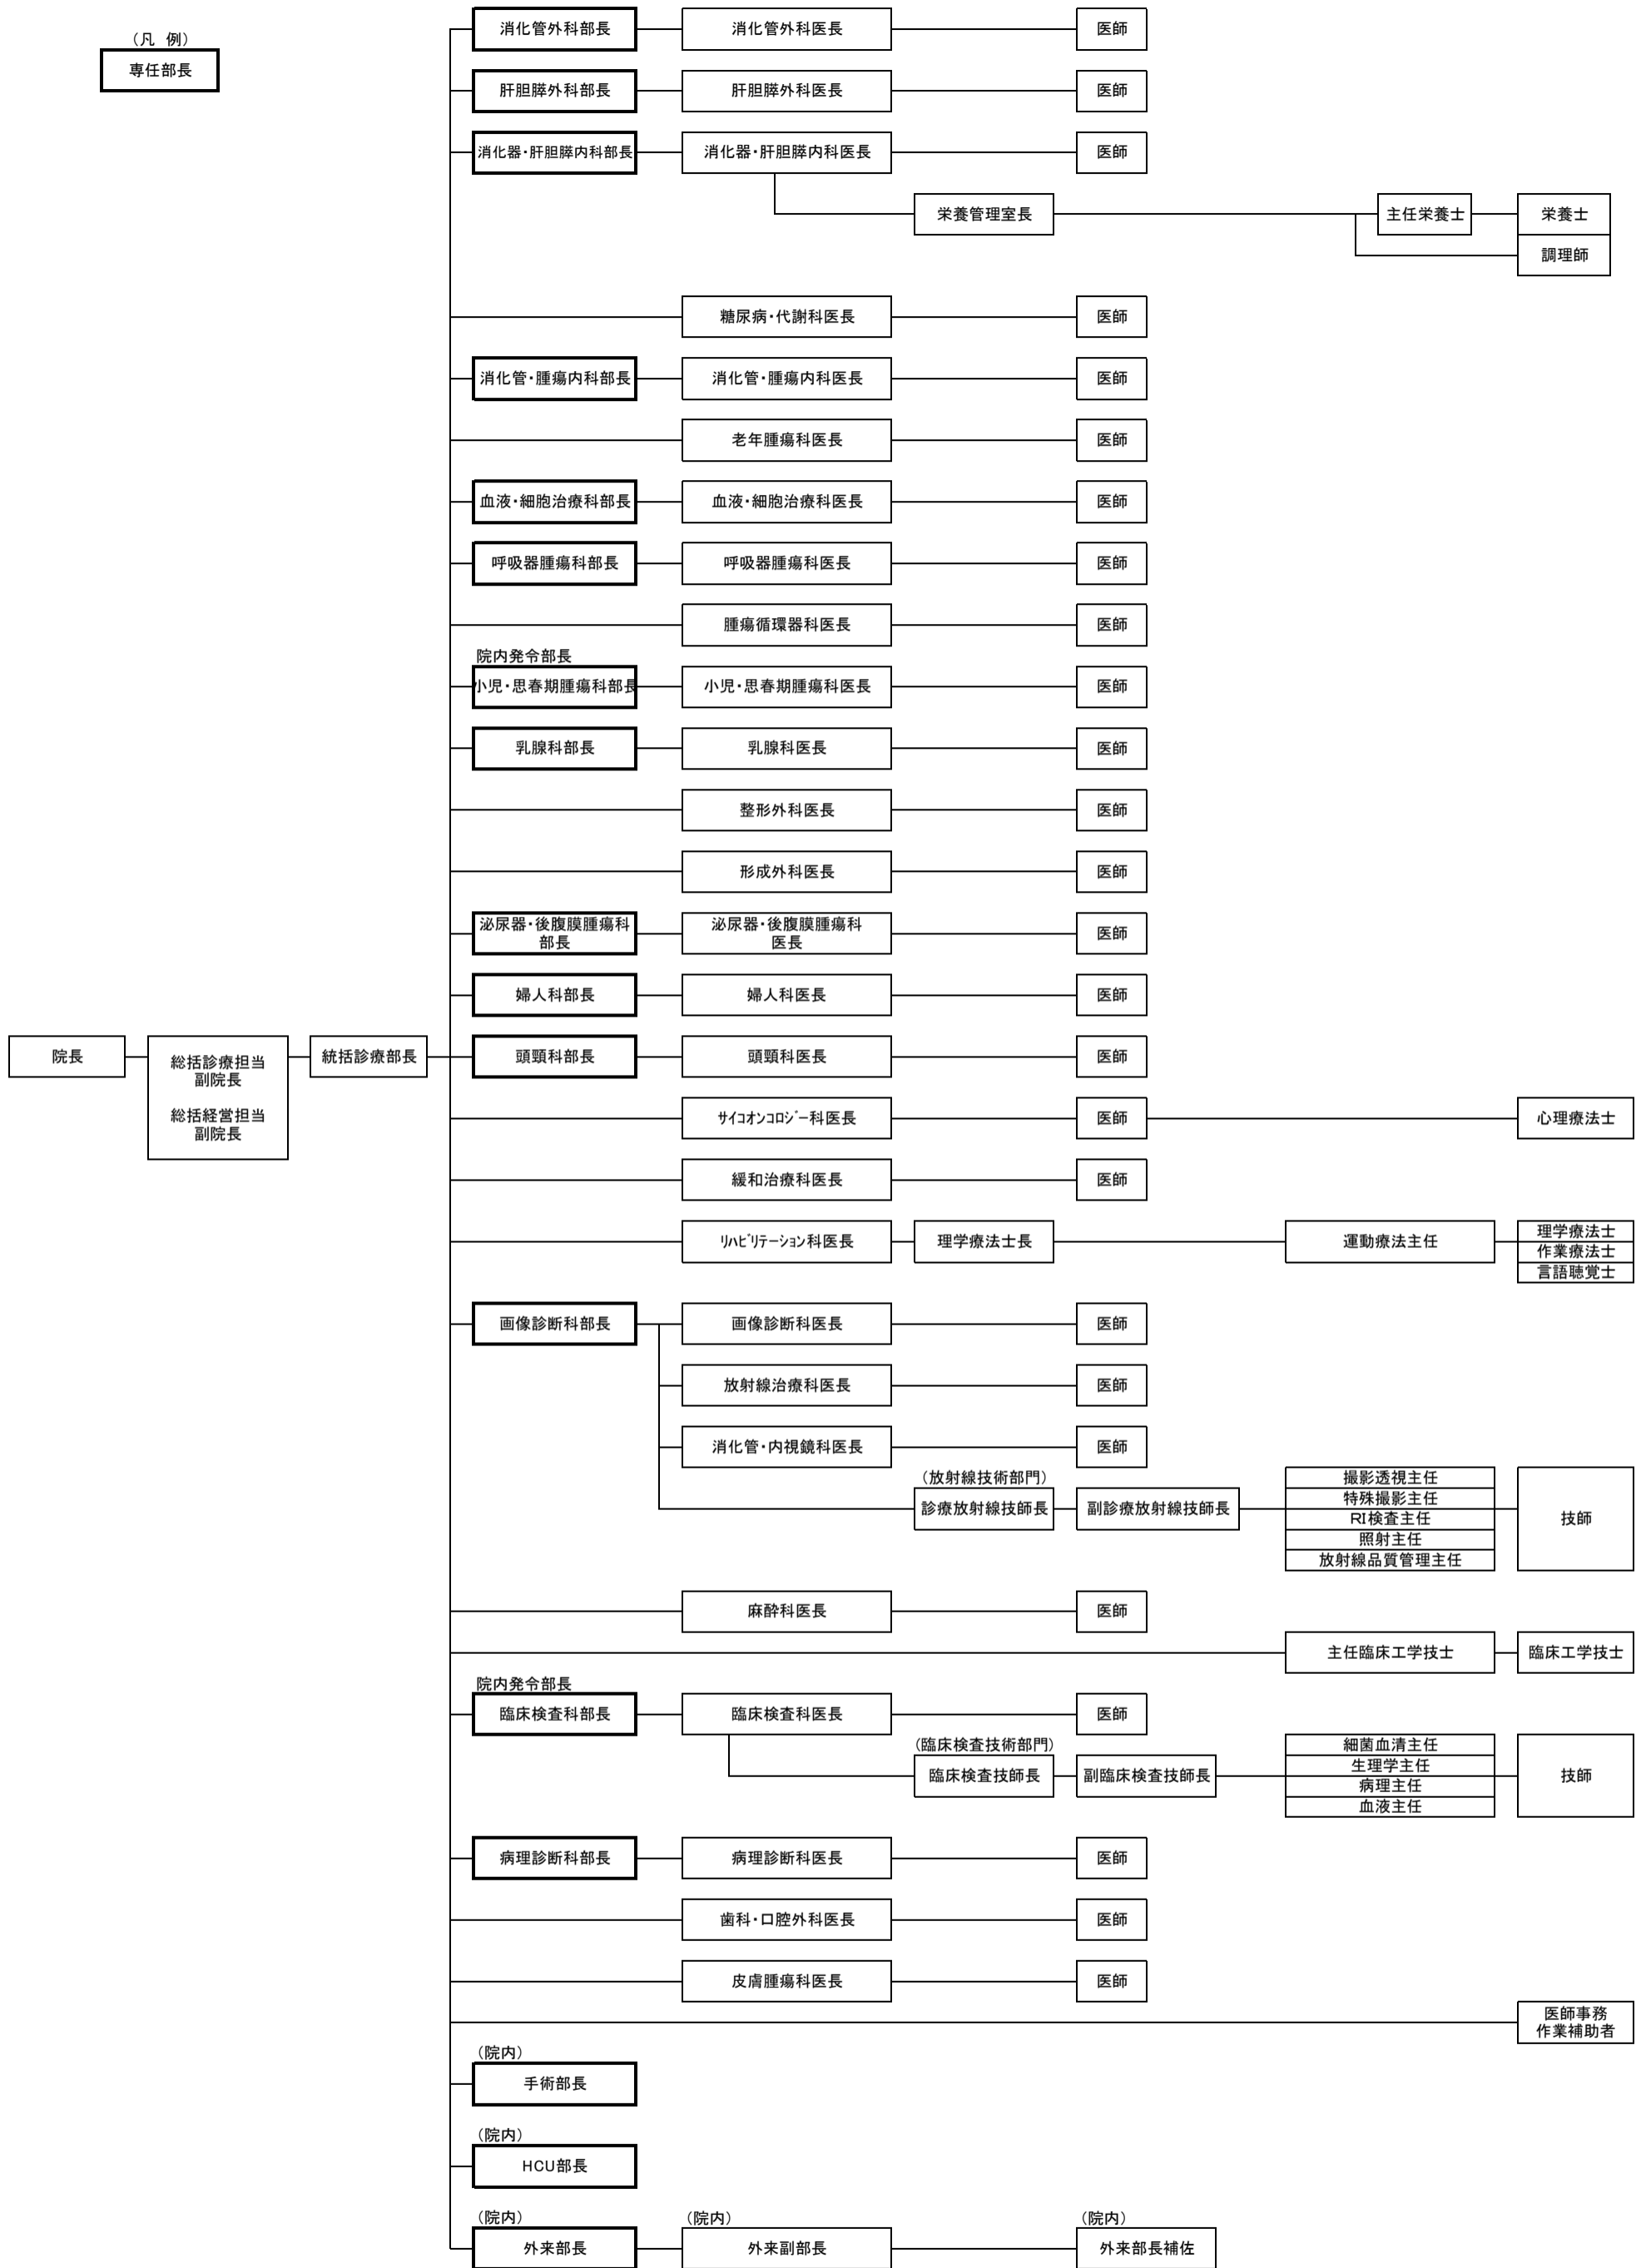 (凡 例)
専任部長
消化管外科部長
消化管外科医長
医師
肝胆膵外科部長
肝胆膵外科医長
医師
消化器・肝胆膵内科部長
消化器・肝胆膵内科医長
医師
栄養管理室長
主任栄養士
栄養士
調理師
糖尿病・代謝科医長
医師
消化管・腫瘍内科部長
消化管・腫瘍内科医長
医師
老年腫瘍科医長
医師
血液・細胞治療科部長
血液・細胞治療科医長
医師
呼吸器腫瘍科部長
呼吸器腫瘍科医長
医師
腫瘍循環器科医長
医師
院内発令部長
小児・思春期腫瘍科部長
小児・思春期腫瘍科医長
医師
乳腺科部長
乳腺科医長
医師
整形外科医長
医師
形成外科医長
医師
泌尿器・後腹膜腫瘍科
部長
泌尿器・後腹膜腫瘍科
医長
医師
婦人科部長
婦人科医長
医師
院長
総括診療担当
副院長
総括経営担当
副院長
統括診療部長
頭頸科部長
頭頸科医長
医師
ｻｲｺｵﾝｺﾛｼﾞｰ科医長
医師
心理療法士
緩和治療科医長
医師
ﾘﾊﾋﾞﾘﾃｰｼｮﾝ科医長
理学療法士長
運動療法主任
理学療法士
作業療法士
言語聴覚士
画像診断科部長
画像診断科医長
医師
放射線治療科医長
医師
消化管・内視鏡科医長
医師
(放射線技術部門)
診療放射線技師長
副診療放射線技師長
撮影透視主任
特殊撮影主任
RI検査主任
照射主任
放射線品質管理主任
技師
麻酔科医長
医師
主任臨床工学技士
臨床工学技士
院内発令部長
臨床検査科部長
臨床検査科医長
医師
(臨床検査技術部門)
臨床検査技師長
副臨床検査技師長
細菌血清主任
生理学主任
病理主任
血液主任
技師
病理診断科部長
病理診断科医長
医師
歯科・口腔外科医長
医師
皮膚腫瘍科医長
医師
医師事務
作業補助者
(院内)
手術部長
(院内)
HCU部長
(院内)
外来部長
(院内)
外来副部長
(院内)
外来部長補佐